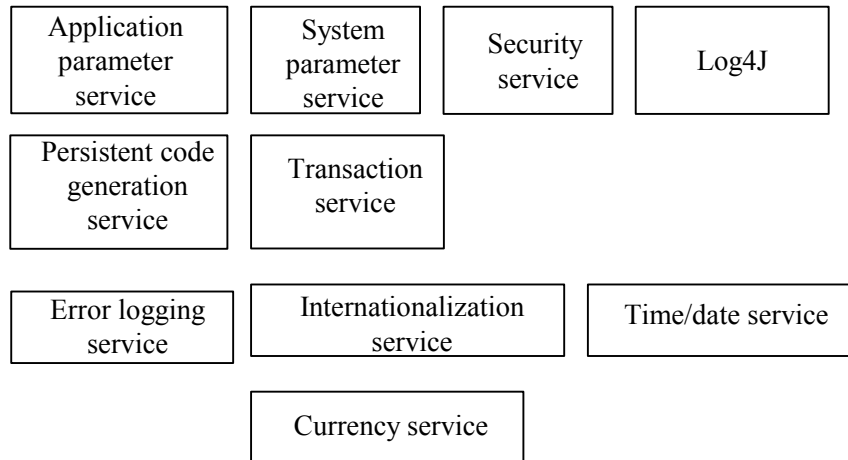 Application
parameter
service
System
parameter
service
Security
service
Log4J
Persistent code
generation
service
Transaction
service
Error logging
service
Internationalization
service
Time/date service
Currency service